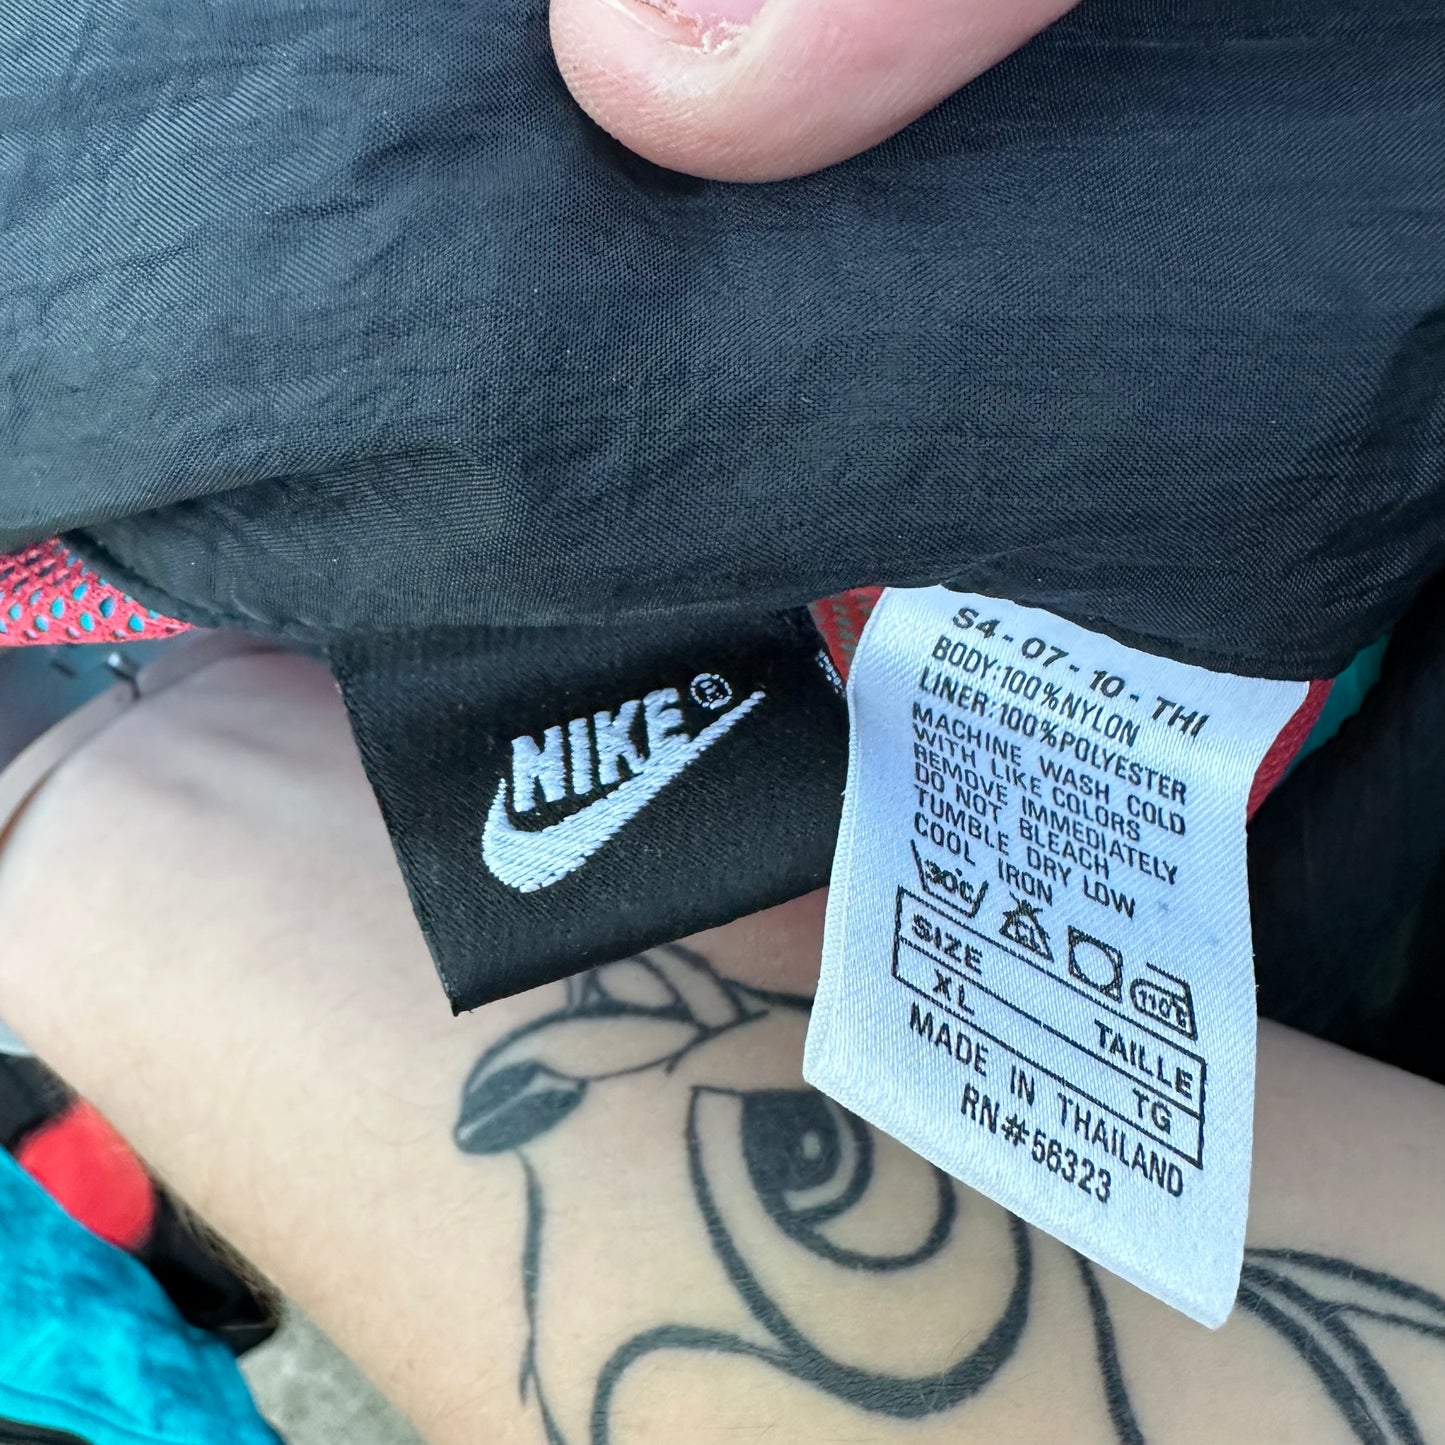 NIKE®
S4-07-10-THI
BODY:100%NYLON
LINER:100%POLYESTER
MACHINE WASH COLD
WITH LIKE COLORS
REMOVE IMMEDIATELY
DO NOT BLEACH
TUMBLE DRY LOW
COOL IRON
30°C CL 110°C
SIZE TAILLE
XL TG
MADE IN THAILAND
RN#56323